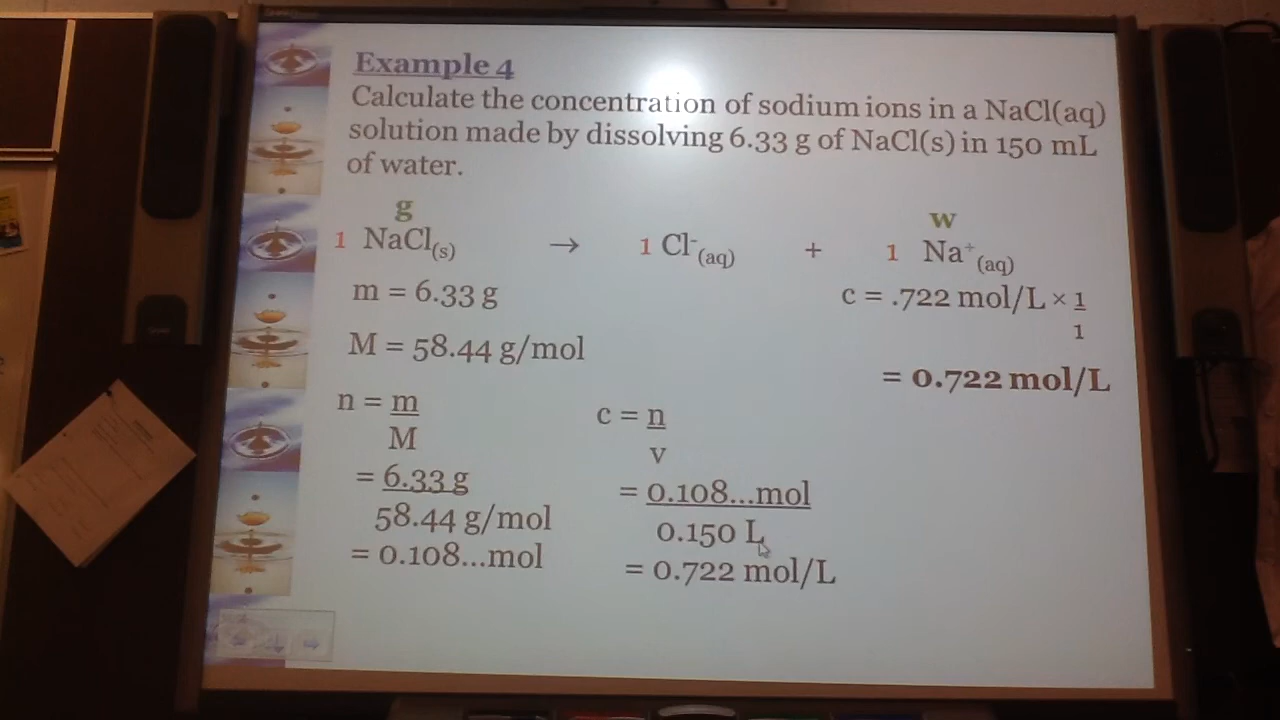 Example 4
Calculate the concentration of sodium ions in a NaCl(aq)
solution made by dissolving 6.33 g of NaCl(s) in 150 mL
of water.
g w
1 NaCl(s) → 1 Cl⁻(aq) + 1 Na⁺(aq)
m = 6.33 g c = .722 mol/L × 1
1
M = 58.44 g/mol
= 0.722 mol/L
n = m c = n
M v
= 6.33 g = 0.108...mol
58.44 g/mol 0.150 L
= 0.108...mol = 0.722 mol/L